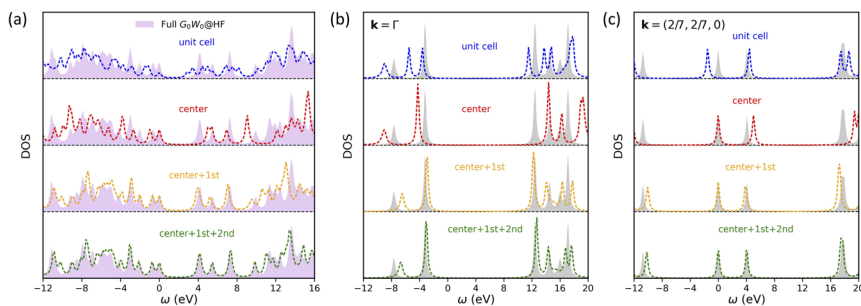 (a)
Full G₀W₀@HF
unit cell
center
center+1st
center+1st+2nd
DOS
−12 −8 −4 0 4 8 12 16
ω (eV)
(b)
k = Γ
unit cell
center
center+1st
center+1st+2nd
DOS
−12 −8 −4 0 4 8 12 16 20
ω (eV)
(c)
k = (2/7, 2/7, 0)
unit cell
center
center+1st
center+1st+2nd
DOS
−12 −8 −4 0 4 8 12 16 20
ω (eV)